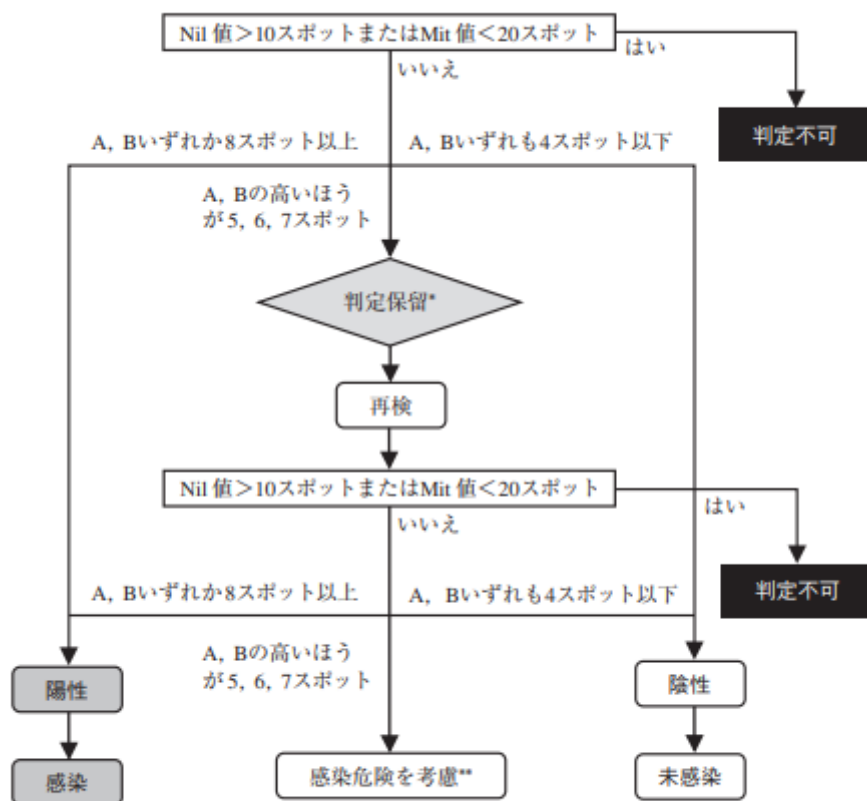 Nil 値＞10スポットまたはMit 値＜20スポット
はい
いいえ
判定不可
A, Bいずれか8スポット以上
A, Bいずれも4スポット以下
A, Bの高いほう
が5, 6, 7スポット
判定保留*
再検
Nil 値＞10スポットまたはMit 値＜20スポット
はい
いいえ
判定不可
A, Bいずれか8スポット以上
A, Bいずれも4スポット以下
A, Bの高いほう
が5, 6, 7スポット
陽性
陰性
感染
感染危険を考慮**
未感染